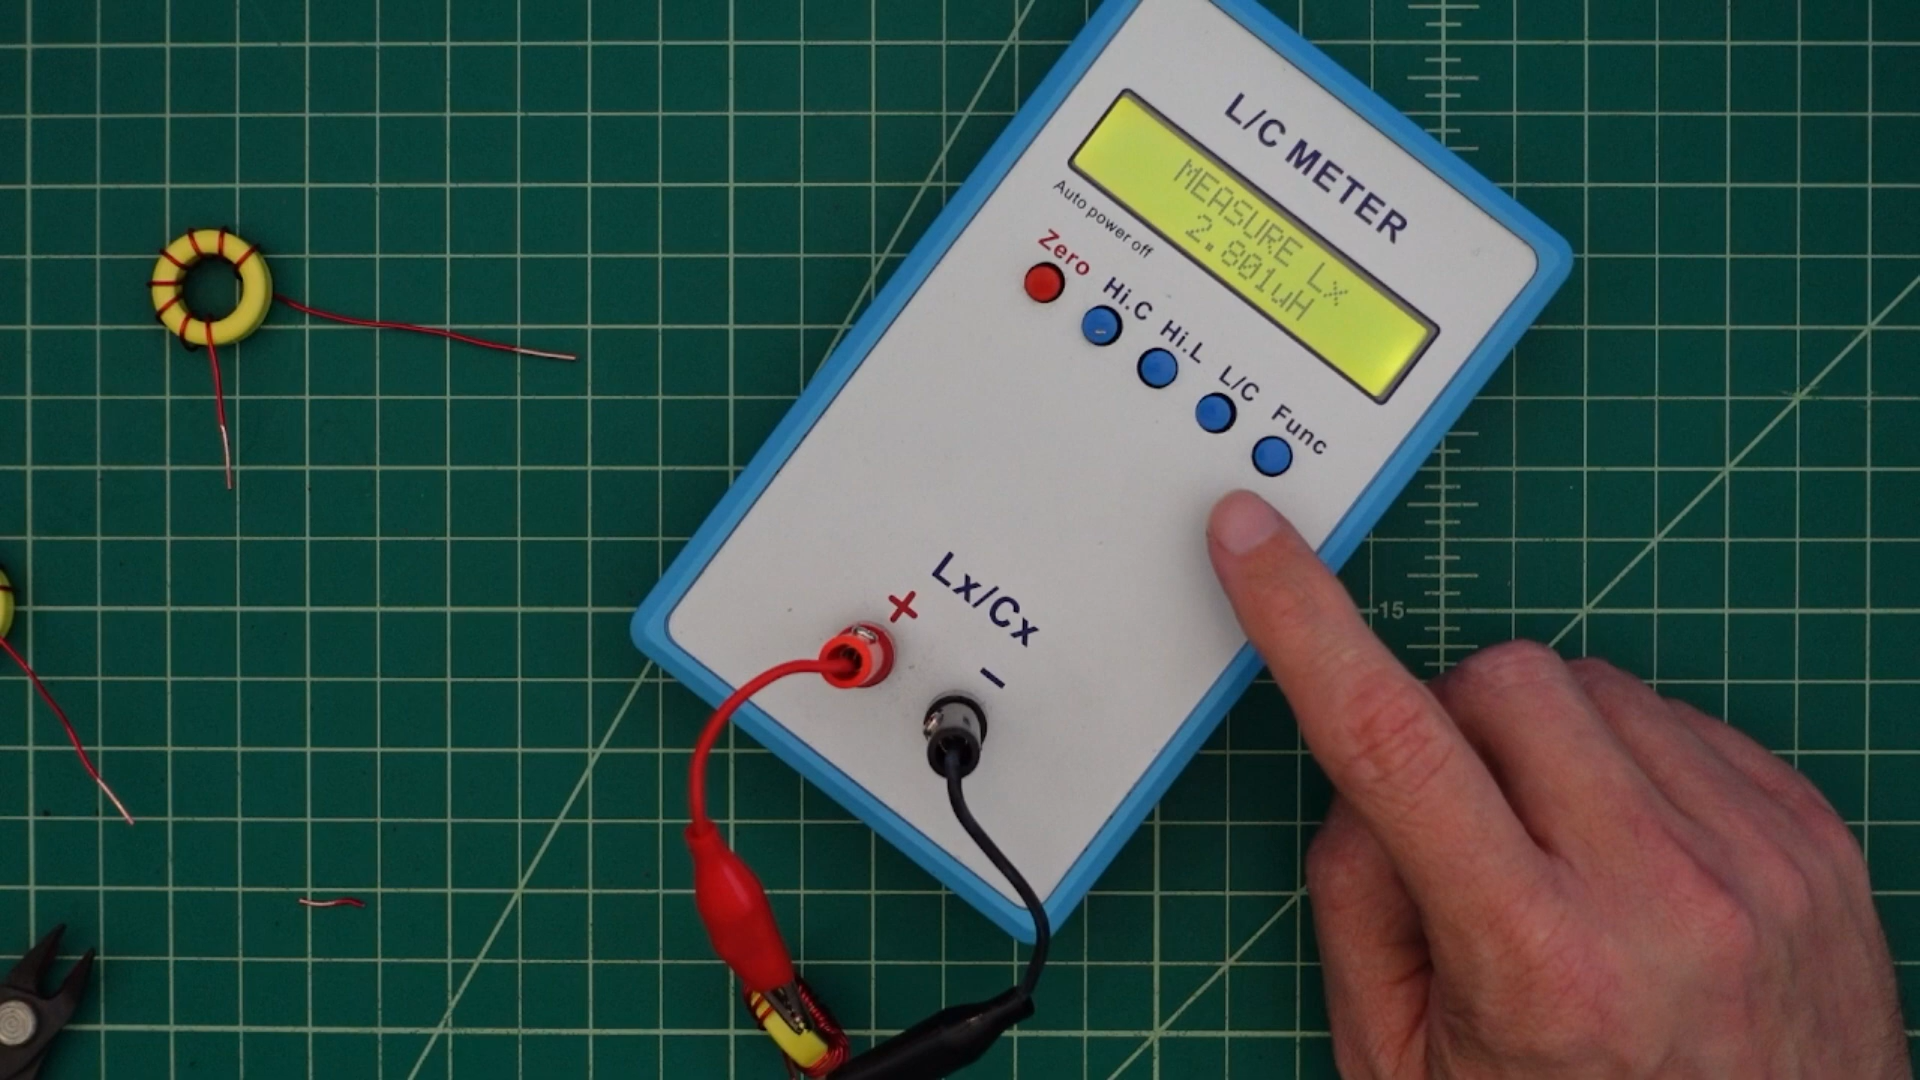 L/C METER
MEASURE Lx
2.801uH
Auto power off
Zero
Hi.C
Hi.L
L/C
Func
Lx/Cx
+
−
15